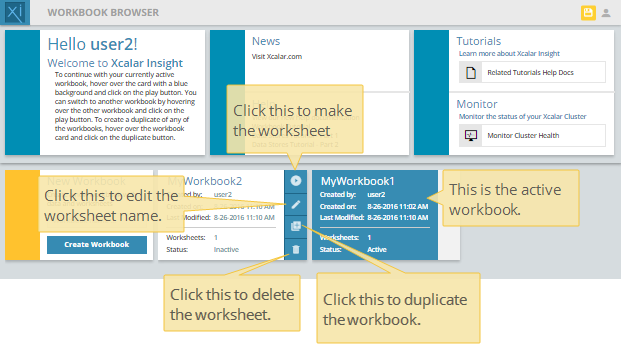 Xi
WORKBOOK BROWSER
Hello user2!
Welcome to Xcalar Insight
To continue with your currently active
workbook, hover over the card with a blue
background and click on the play button. You
can switch to another workbook by hovering
over the other workbook and click on the
play button. To create a duplicate of any of
the workbooks, hover over the workbook
card and click on the duplicate button.
News
Visit Xcalar.com
Tutorials
Learn more about Xcalar Insight
Related Tutorials Help Docs
Monitor
Monitor the status of your Xcalar Cluster
Monitor Cluster Health
Click this to make
the worksheet
New Workbook
Create Workbook
Click this to edit the
worksheet name.
MyWorkbook2
Created by: user2
8-26-2016 11:10 AM
Last Modified: 8-26-2016 11:10 AM
Worksheets: 1
Status: Inactive
MyWorkbook1
Created by: user2
Created on: 8-26-2016 11:02 AM
Last Modified: 8-26-2016 11:10 AM
Worksheets: 1
Status: Active
This is the active
workbook.
Click this to delete
the worksheet.
Click this to duplicate
the workbook.